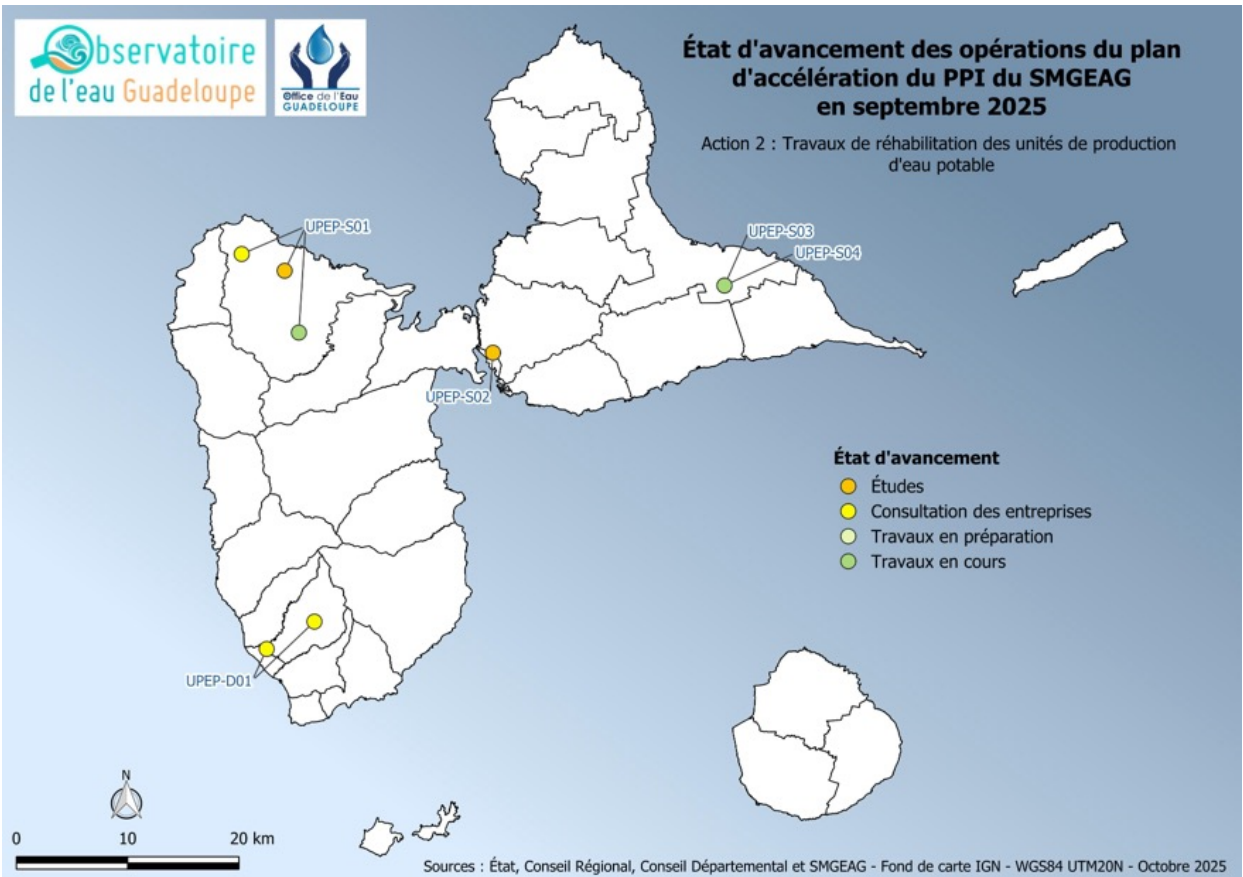 Observatoire
de l'eau Guadeloupe
Office de l'Eau
GUADELOUPE
État d'avancement des opérations du plan
d'accélération du PPI du SMGEAG
en septembre 2025
Action 2 : Travaux de réhabilitation des unités de production
d'eau potable
UPEP-S01
UPEP-S03
UPEP-S04
UPEP-S02
UPEP-D01
État d'avancement
Études
Consultation des entreprises
Travaux en préparation
Travaux en cours
N
0 10 20 km
Sources : État, Conseil Régional, Conseil Départemental et SMGEAG - Fond de carte IGN - WGS84 UTM20N - Octobre 2025